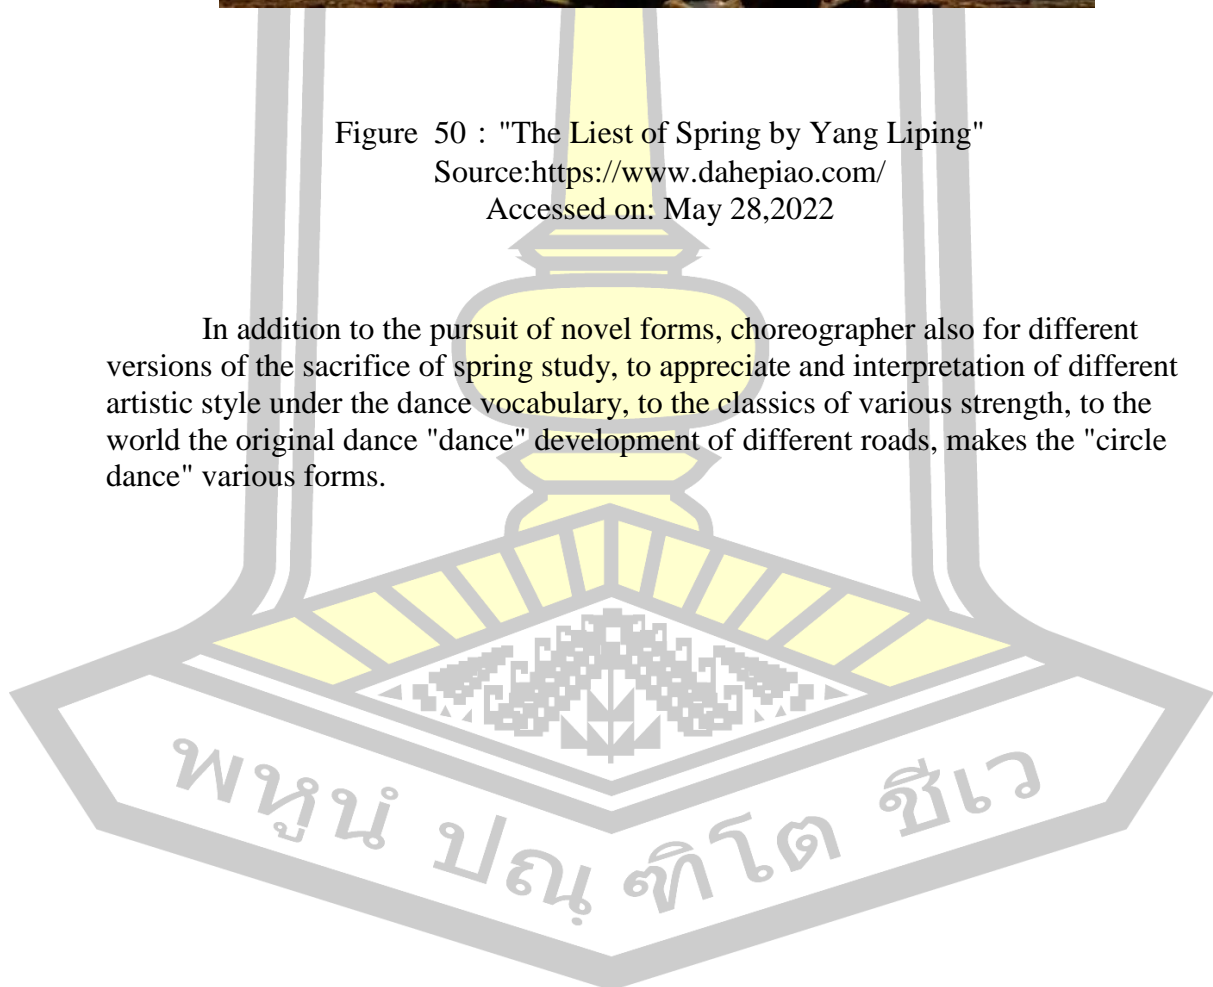 Figure 50 : "The Liest of Spring by Yang Liping"
Source:https://www.dahepiao.com/
Accessed on: May 28,2022
In addition to the pursuit of novel forms, choreographer also for different
versions of the sacrifice of spring study, to appreciate and interpretation of different
artistic style under the dance vocabulary, to the classics of various strength, to the
world the original dance "dance" development of different roads, makes the "circle
dance" various forms.
พหูนํ ปณฺฑิโต ชีเว